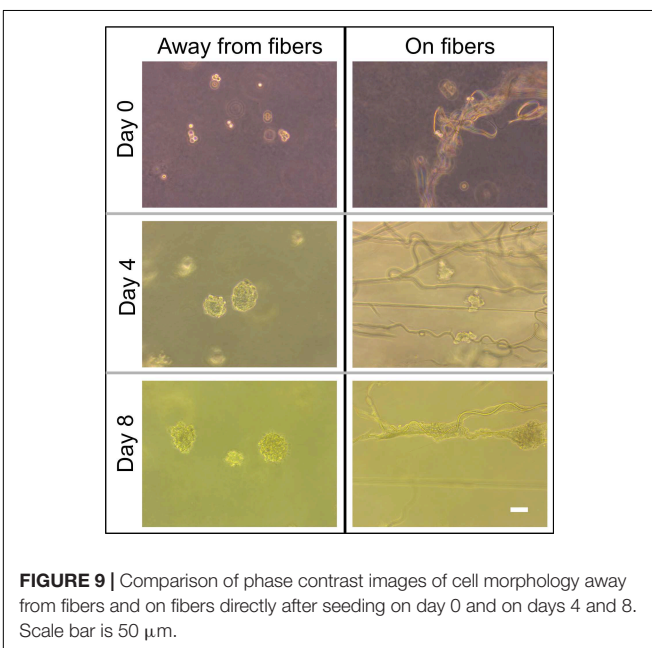 Away from fibers
On fibers
Day 0
Day 4
Day 8
FIGURE 9 | Comparison of phase contrast images of cell morphology away
from fibers and on fibers directly after seeding on day 0 and on days 4 and 8.
Scale bar is 50 μm.